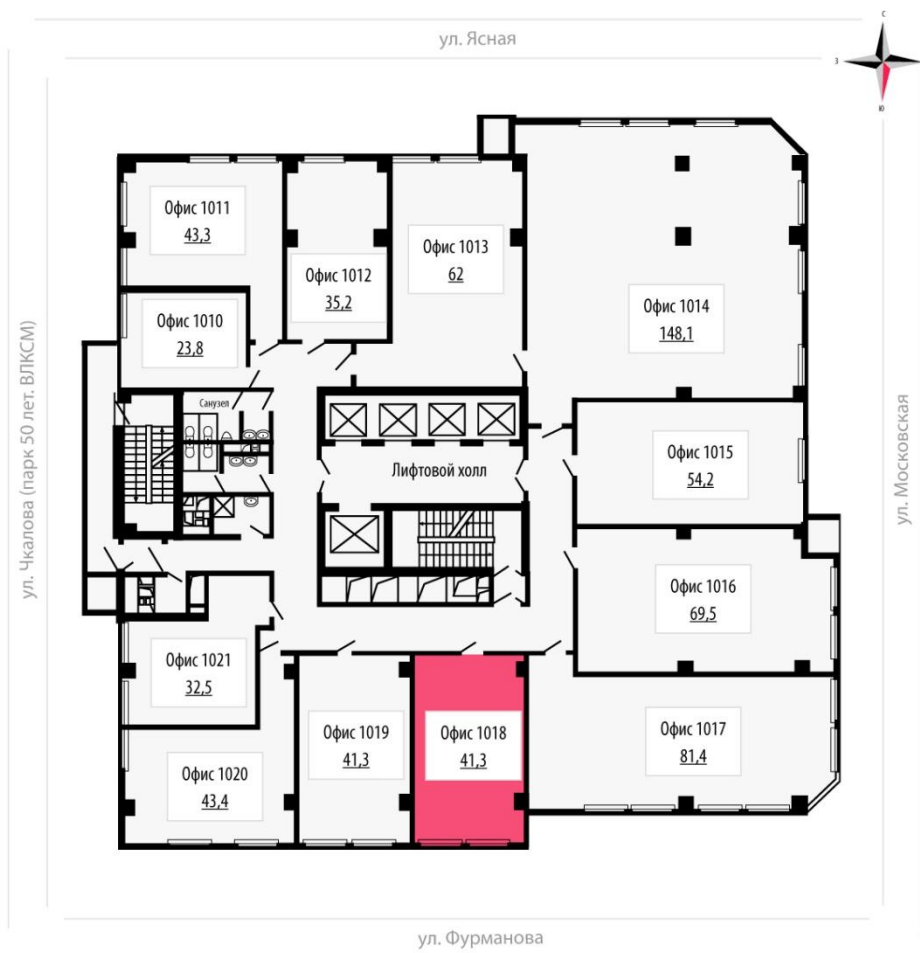 ул. Ясная
С
З
Ю
Офис 1011
43,3
Офис 1012
35,2
Офис 1013
62
Офис 1014
148,1
Офис 1010
23,8
Санузел
Лифтовой холл
Офис 1015
54,2
Офис 1016
69,5
Офис 1021
32,5
Офис 1019
41,3
Офис 1018
41,3
Офис 1017
81,4
Офис 1020
43,4
ул. Чкалова (парк 50 лет. ВЛКСМ)
ул. Московская
ул. Фурманова